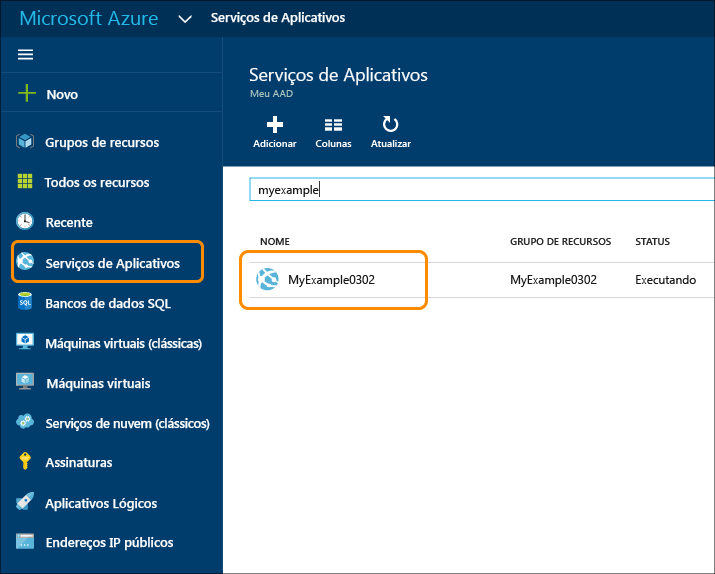 Microsoft Azure Serviços de Aplicativos
Novo
Grupos de recursos
Todos os recursos
Recente
Serviços de Aplicativos
Bancos de dados SQL
Máquinas virtuais (clássicas)
Máquinas virtuais
Serviços de nuvem (clássicos)
Assinaturas
Aplicativos Lógicos
Endereços IP públicos
Serviços de Aplicativos
Meu AAD
Adicionar Colunas Atualizar
myexample
NOME GRUPO DE RECURSOS STATUS
MyExample0302 MyExample0302 Executando